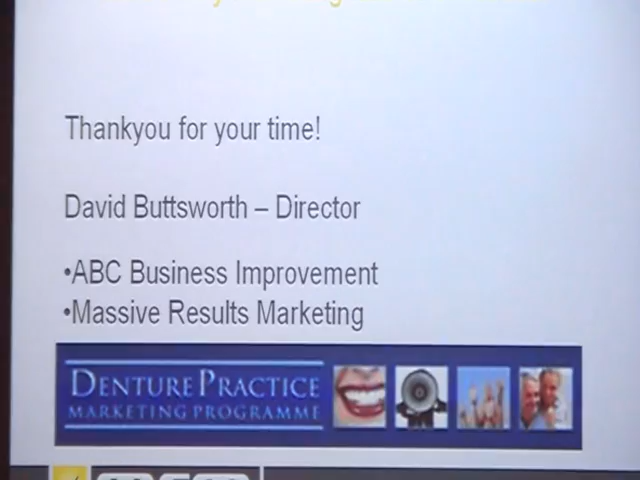 Thankyou for your time!
David Buttsworth – Director
•ABC Business Improvement
•Massive Results Marketing
DENTURE PRACTICE
MARKETING PROGRAMME